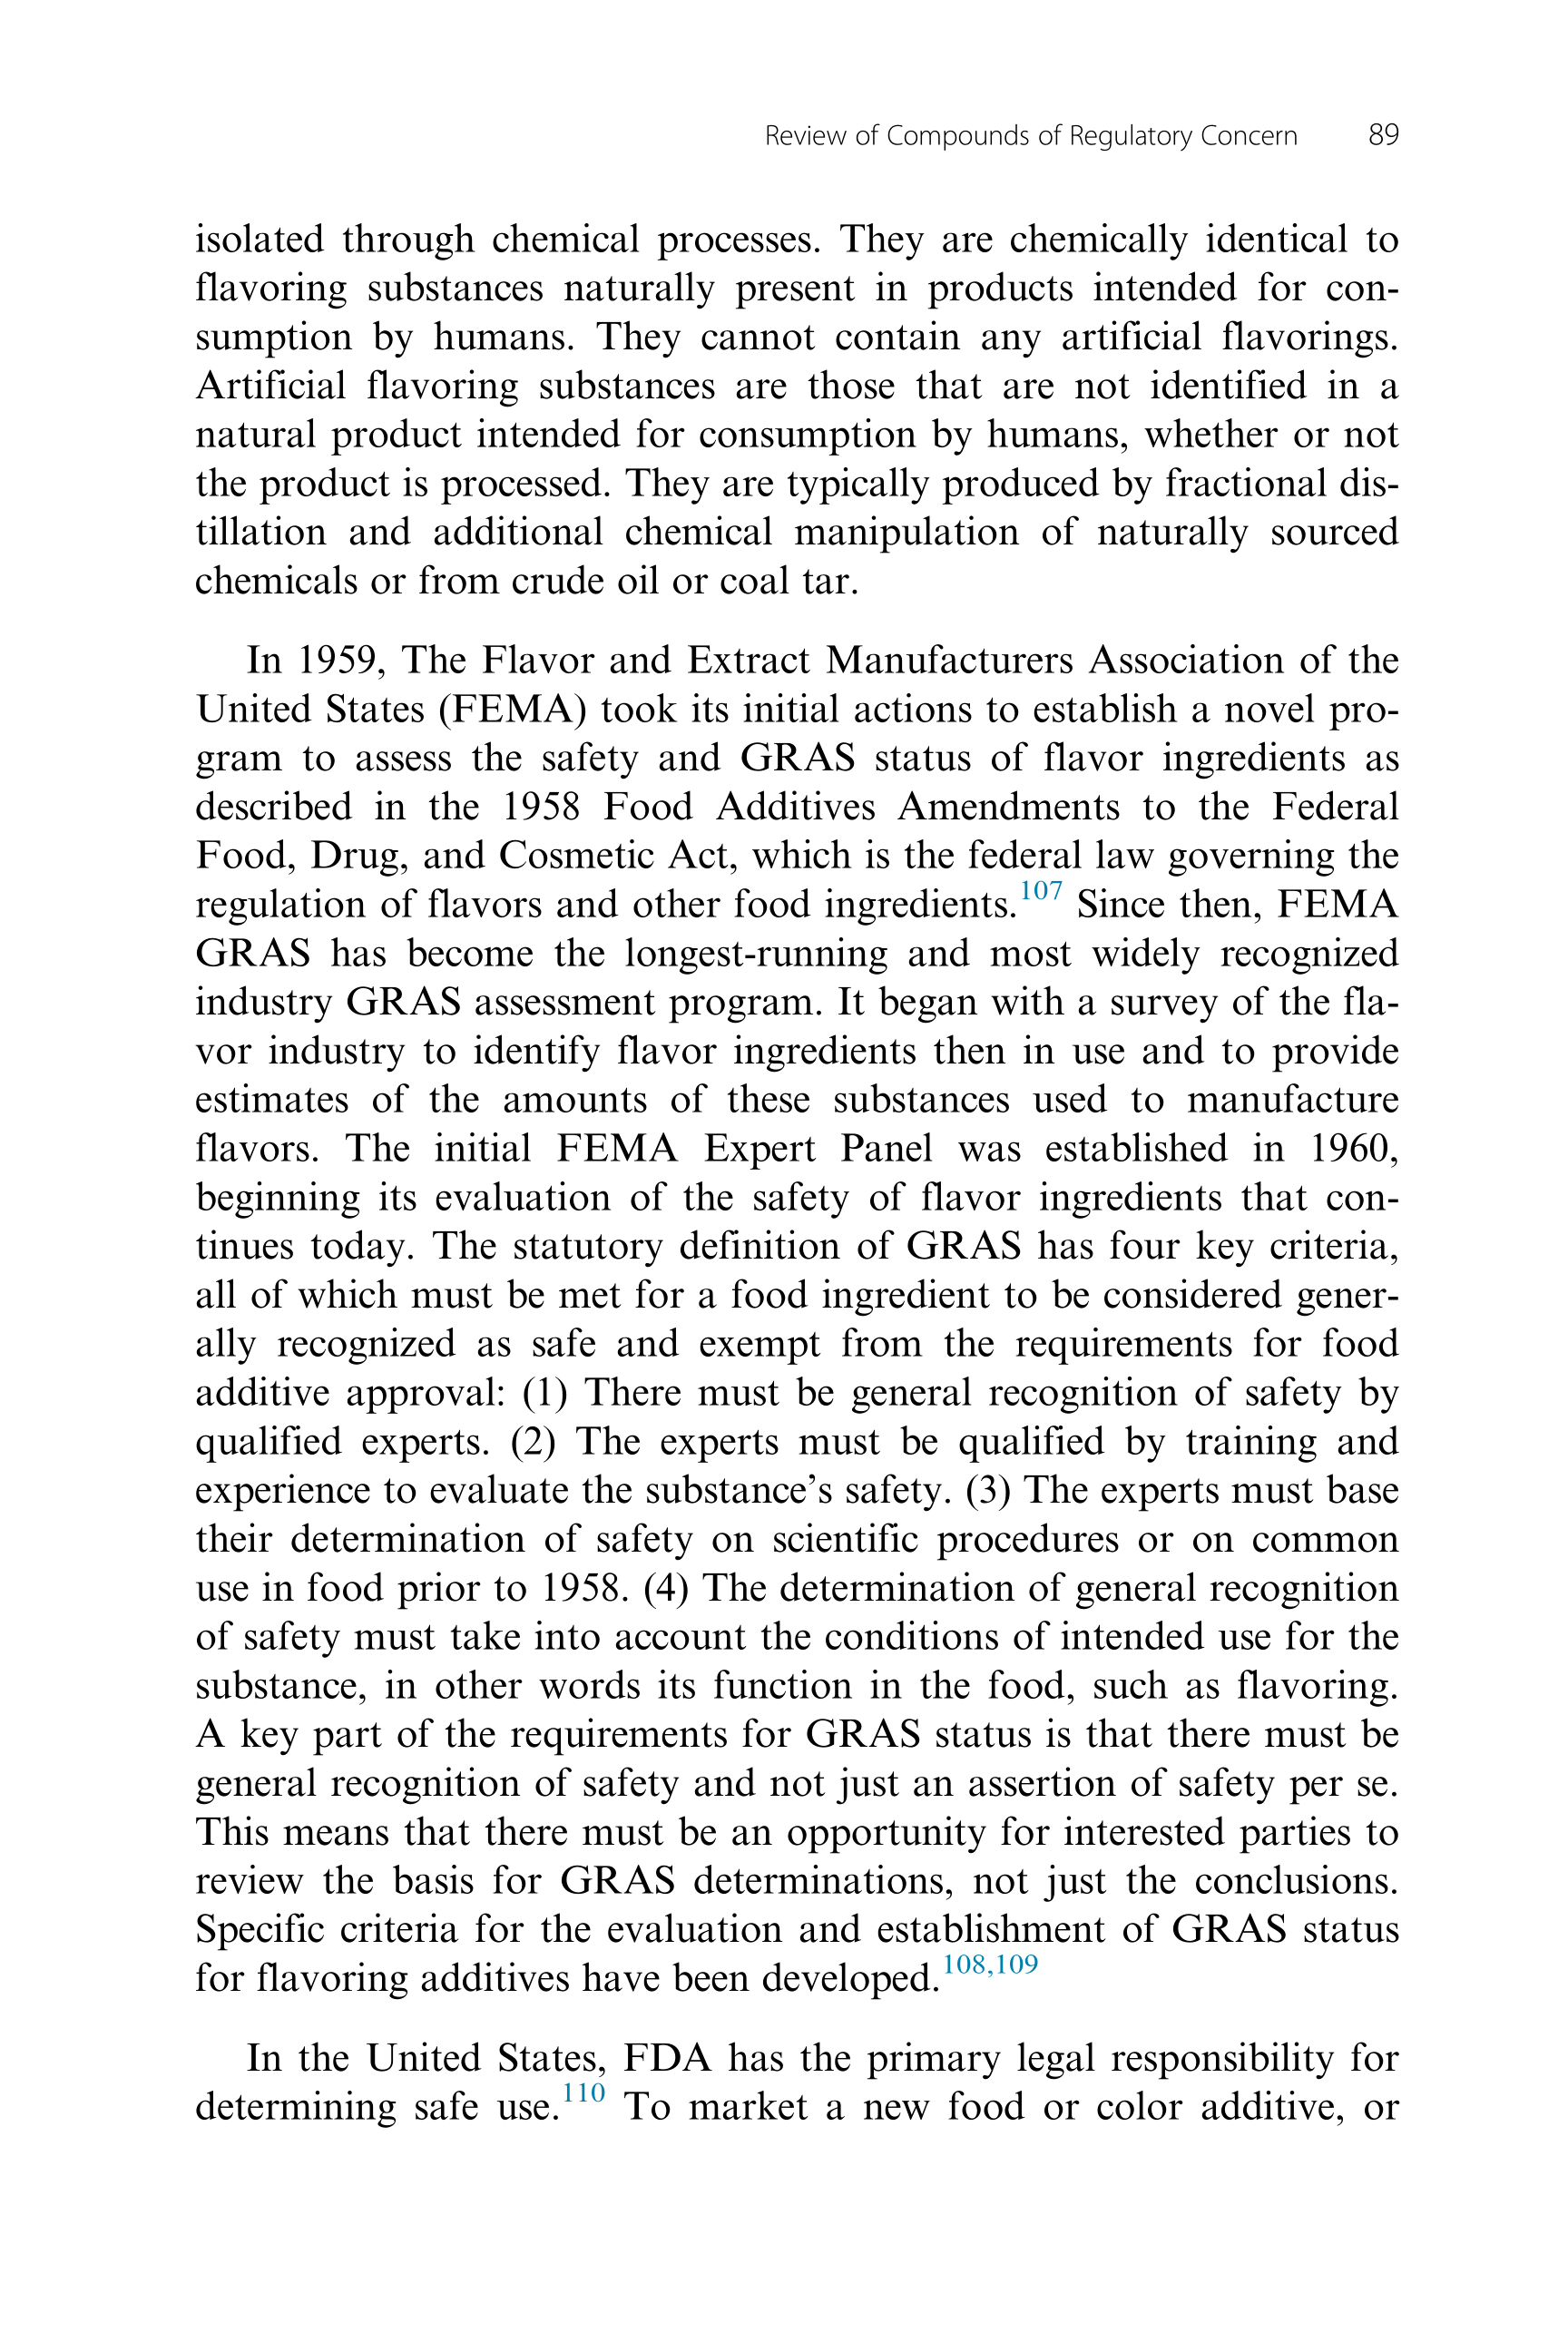 Review of Compounds of Regulatory Concern 89
isolated through chemical processes. They are chemically identical to
flavoring substances naturally present in products intended for con-
sumption by humans. They cannot contain any artificial flavorings.
Artificial flavoring substances are those that are not identified in a
natural product intended for consumption by humans, whether or not
the product is processed. They are typically produced by fractional dis-
tillation and additional chemical manipulation of naturally sourced
chemicals or from crude oil or coal tar.
In 1959, The Flavor and Extract Manufacturers Association of the
United States (FEMA) took its initial actions to establish a novel pro-
gram to assess the safety and GRAS status of flavor ingredients as
described in the 1958 Food Additives Amendments to the Federal
Food, Drug, and Cosmetic Act, which is the federal law governing the
regulation of flavors and other food ingredients.107 Since then, FEMA
GRAS has become the longest-running and most widely recognized
industry GRAS assessment program. It began with a survey of the fla-
vor industry to identify flavor ingredients then in use and to provide
estimates of the amounts of these substances used to manufacture
flavors. The initial FEMA Expert Panel was established in 1960,
beginning its evaluation of the safety of flavor ingredients that con-
tinues today. The statutory definition of GRAS has four key criteria,
all of which must be met for a food ingredient to be considered gener-
ally recognized as safe and exempt from the requirements for food
additive approval: (1) There must be general recognition of safety by
qualified experts. (2) The experts must be qualified by training and
experience to evaluate the substance's safety. (3) The experts must base
their determination of safety on scientific procedures or on common
use in food prior to 1958. (4) The determination of general recognition
of safety must take into account the conditions of intended use for the
substance, in other words its function in the food, such as flavoring.
A key part of the requirements for GRAS status is that there must be
general recognition of safety and not just an assertion of safety per se.
This means that there must be an opportunity for interested parties to
review the basis for GRAS determinations, not just the conclusions.
Specific criteria for the evaluation and establishment of GRAS status
for flavoring additives have been developed.108,109
In the United States, FDA has the primary legal responsibility for
determining safe use.110 To market a new food or color additive, or